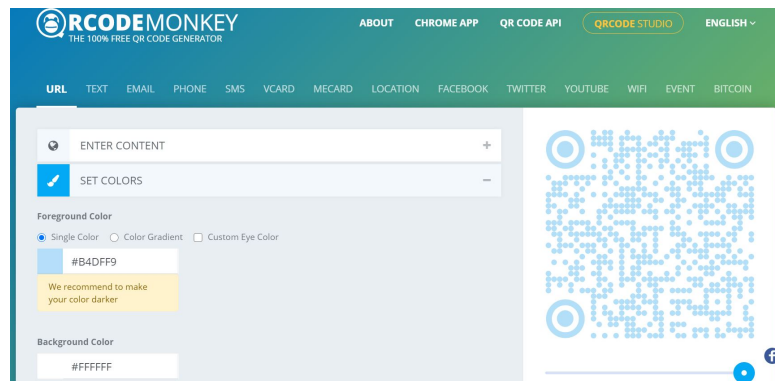 QRCODEMONKEY
THE 100% FREE QR CODE GENERATOR
ABOUT CHROME APP QR CODE API QRCODE STUDIO ENGLISH
URL TEXT EMAIL PHONE SMS VCARD MECARD LOCATION FACEBOOK TWITTER YOUTUBE WIFI EVENT BITCOIN
ENTER CONTENT +
SET COLORS −
Foreground Color
Single Color Color Gradient Custom Eye Color
#B4DFF9
We recommend to make
your color darker
Background Color
#FFFFFF